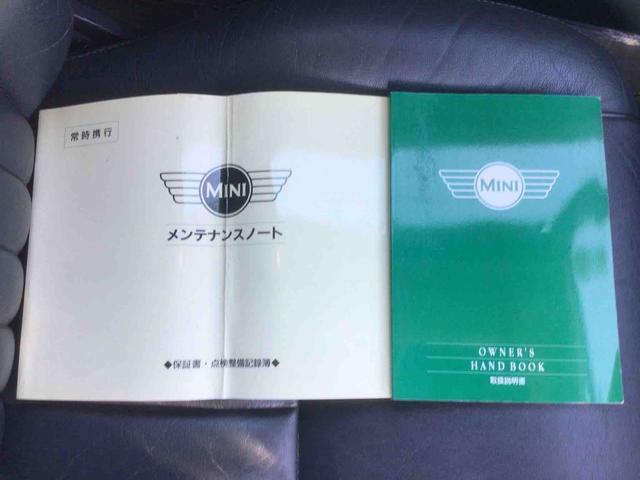 常時携行
MINI
メンテナンスノート
◆保証書・点検整備記録簿◆
MINI
OWNER'S
HAND BOOK
取扱説明書